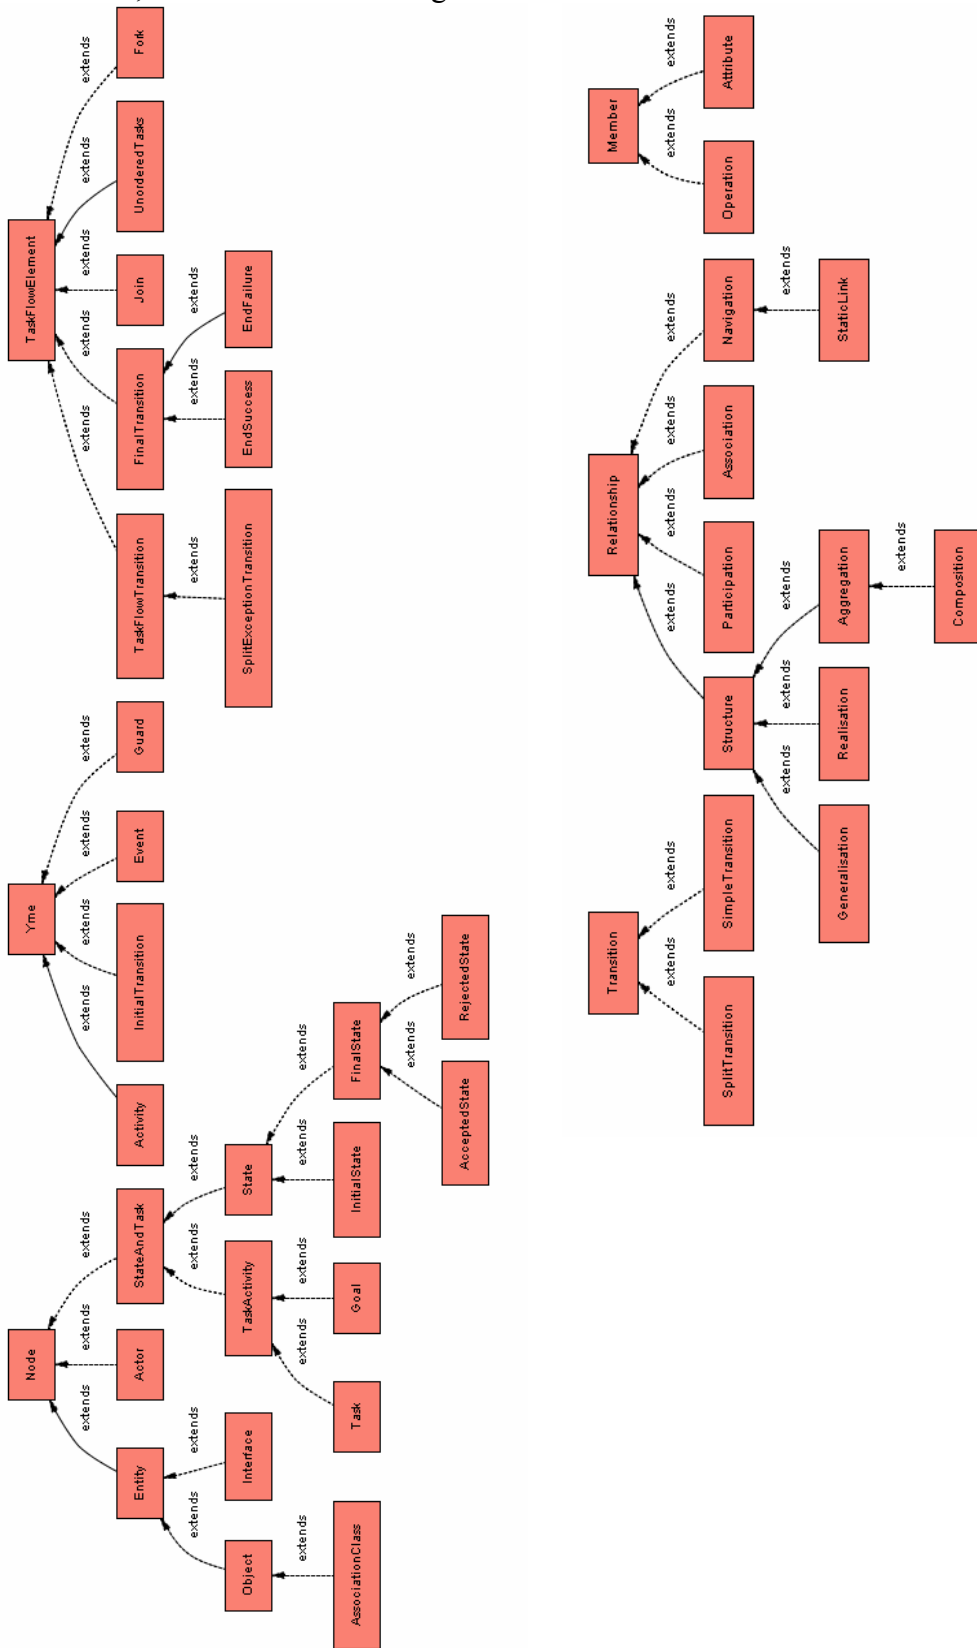 Node
Yme
TaskFlowElement
extends
extends
extends
extends
extends
extends
extends
extends
extends
extends
extends
extends
Entity
Actor
StateAndTask
Activity
InitialTransition
Event
Guard
TaskFlowTransition
FinalTransition
Join
UnorderedTasks
Fork
extends
extends
extends
extends
extends
extends
extends
Object
Interface
TaskActivity
State
SplitExceptionTransition
EndSuccess
EndFailure
extends
extends
extends
extends
extends
AssociationClass
Task
Goal
InitialState
FinalState
extends
extends
AcceptedState
RejectedState
Transition
Relationship
Member
extends
extends
extends
extends
extends
extends
extends
extends
SplitTransition
SimpleTransition
Structure
Participation
Association
Navigation
Operation
Attribute
extends
extends
extends
extends
Generalisation
Realisation
Aggregation
StaticLink
extends
Composition